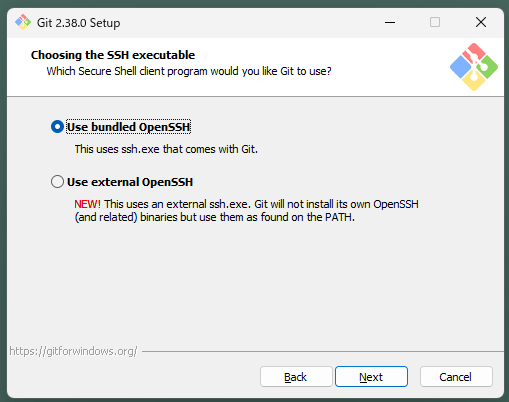 Git 2.38.0 Setup
Choosing the SSH executable
Which Secure Shell client program would you like Git to use?
Use bundled OpenSSH
This uses ssh.exe that comes with Git.
Use external OpenSSH
NEW! This uses an external ssh.exe. Git will not install its own OpenSSH
(and related) binaries but use them as found on the PATH.
https://gitforwindows.org/
Back Next Cancel